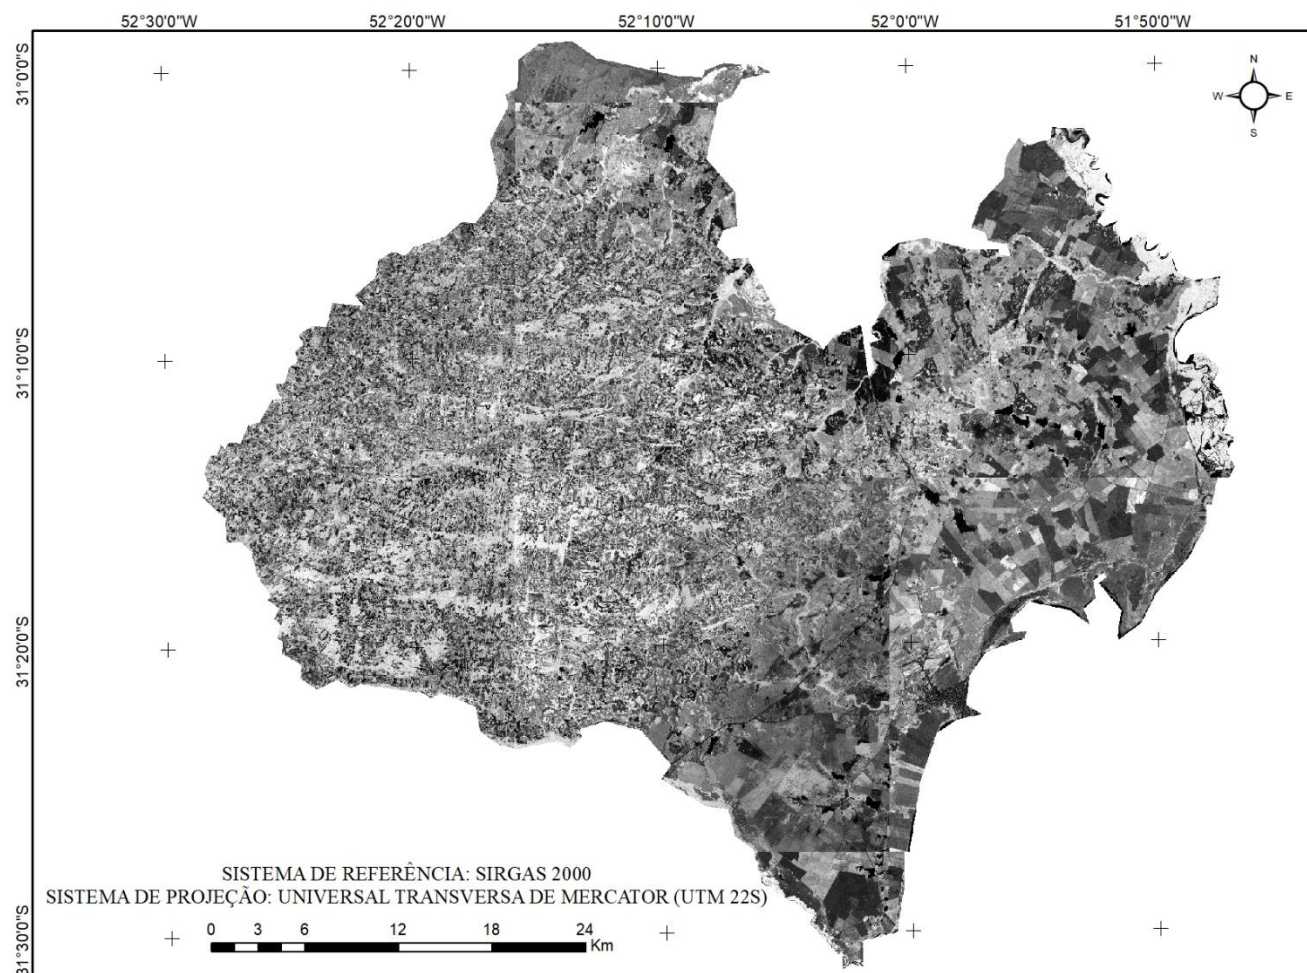 52°30'0"W 52°20'0"W 52°10'0"W 52°0'0"W 51°50'0"W
31°0'0"S
N
W E
S
31°10'0"S
31°20'0"S
31°30'0"S
SISTEMA DE REFERÊNCIA: SIRGAS 2000
SISTEMA DE PROJEÇÃO: UNIVERSAL TRANSVERSA DE MERCATOR (UTM 22S)
0 3 6 12 18 24
Km